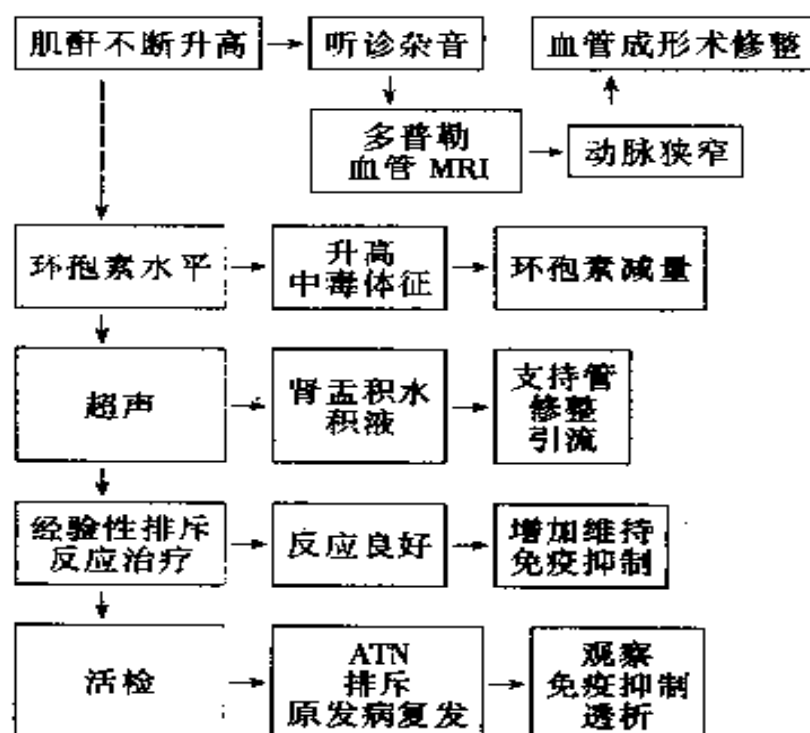 肌酐不断升高
听诊杂音
血管成形术修整
多普勒
血管 MRI
动脉狭窄
环孢素水平
升高
中毒体征
环孢素减量
超声
肾盂积水
积液
支持管
修整
引流
经验性排斥
反应治疗
反应良好
增加维持
免疫抑制
活检
ATN
排斥
原发病复发
观察
免疫抑制
透析